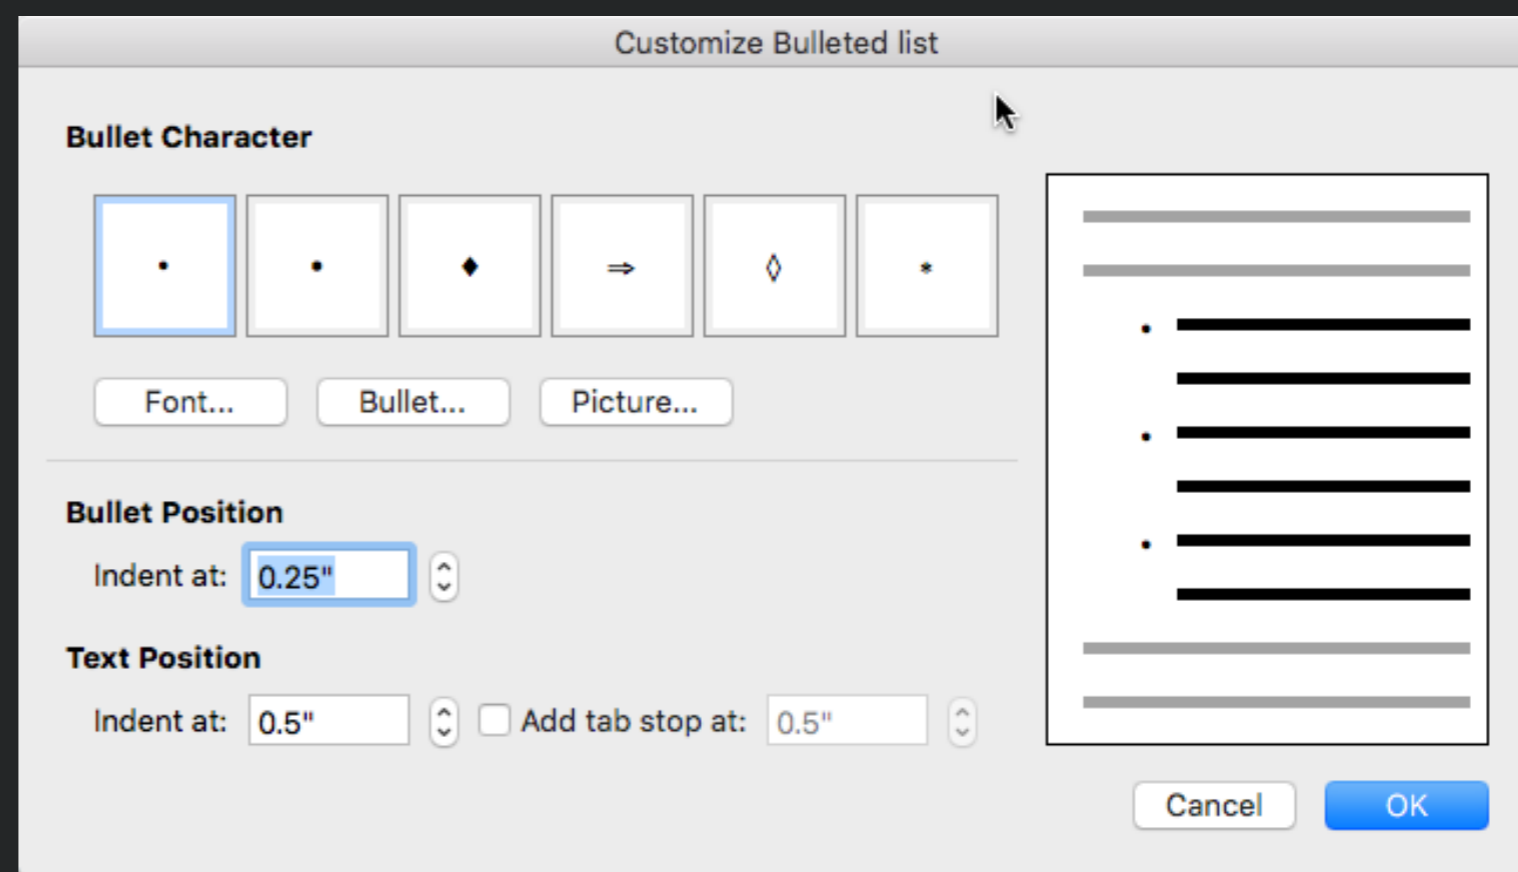 Customize Bulleted list
Bullet Character
• • ♦ ⇒ ◊ *
Font... Bullet... Picture...
Bullet Position
Indent at: 0.25"
Text Position
Indent at: 0.5" Add tab stop at: 0.5"
Cancel OK